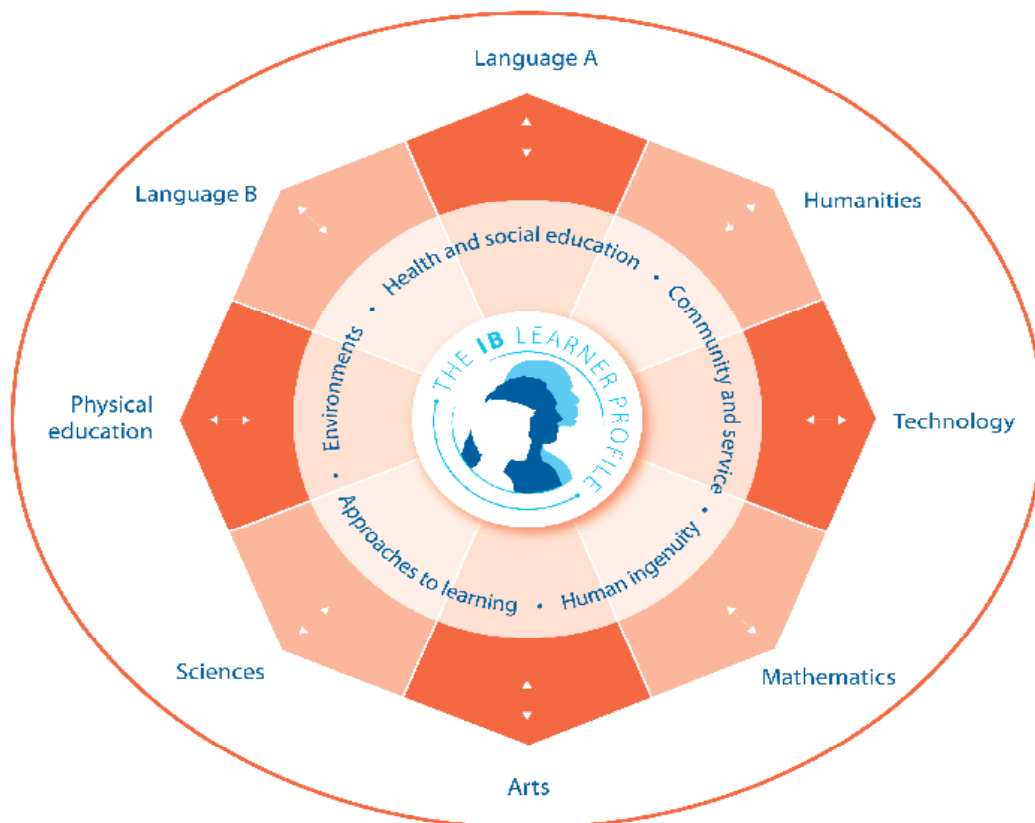 Language A
Language B
Humanities
Health and social education
•
Community and service
•
Human ingenuity
•
Approaches to learning
•
Environments
•
• THE IB LEARNER PROFILE •
Physical
education
Technology
Sciences
Mathematics
Arts